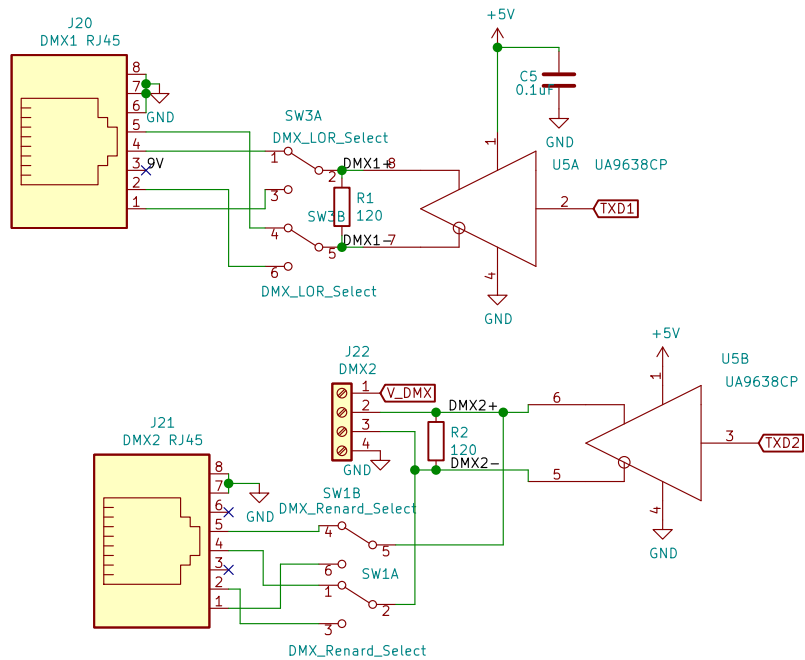 +5V
J20
DMX1 RJ45
8
7
6
5
4
3
2
1
GND
9V
SW3A
DMX_LOR_Select
1
2
3
SW3B
4
5
6
DMX_LOR_Select
DMX1+
8
R1
120
DMX1-
7
C5
0.1uF
GND
1
U5A
UA9638CP
2
TXD1
4
GND
J22
DMX2
1
V_DMX
2
3
4
GND
DMX2+
R2
120
DMX2-
+5V
1
U5B
UA9638CP
6
5
3
TXD2
4
GND
J21
DMX2 RJ45
8
7
6
5
4
3
2
1
GND
SW1B
DMX_Renard_Select
4
5
6
SW1A
1
2
3
DMX_Renard_Select